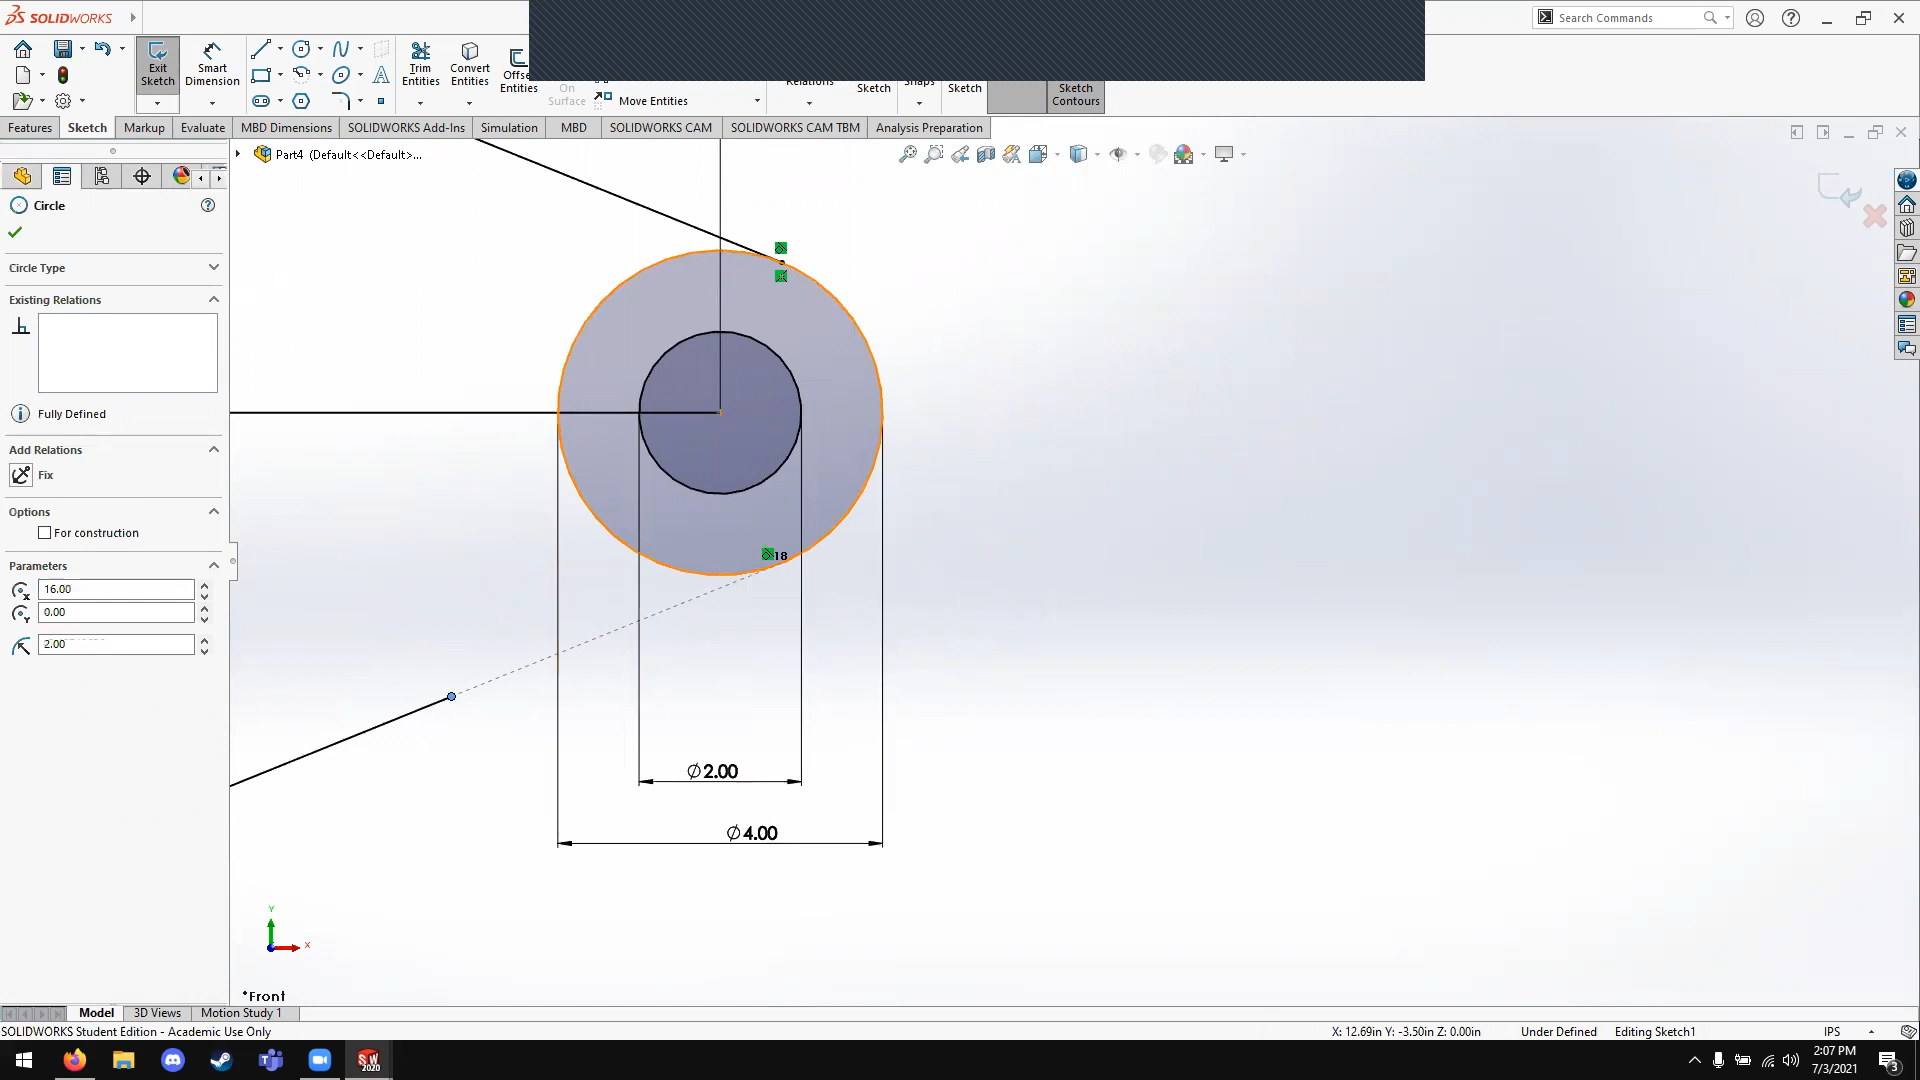 SOLIDWORKS
Search Commands
Exit Sketch
Smart Dimension
Trim Entities
Convert Entities
Offset Entities
On Surface
Move Entities
Relations
Sketch
Snaps
Sketch
Sketch Contours
Features
Sketch
Markup
Evaluate
MBD Dimensions
SOLIDWORKS Add-Ins
Simulation
MBD
SOLIDWORKS CAM
SOLIDWORKS CAM TBM
Analysis Preparation
Part4 (Default<<Default>...
Circle
Circle Type
Existing Relations
Fully Defined
Add Relations
Fix
Options
For construction
Parameters
16.00
0.00
2.00
18
∅2.00
∅4.00
Y
X
*Front
Model
3D Views
Motion Study 1
SOLIDWORKS Student Edition - Academic Use Only
X: 12.69in Y: -3.50in Z: 0.00in
Under Defined
Editing Sketch1
IPS
SW 2020
2:07 PM
7/3/2021
3